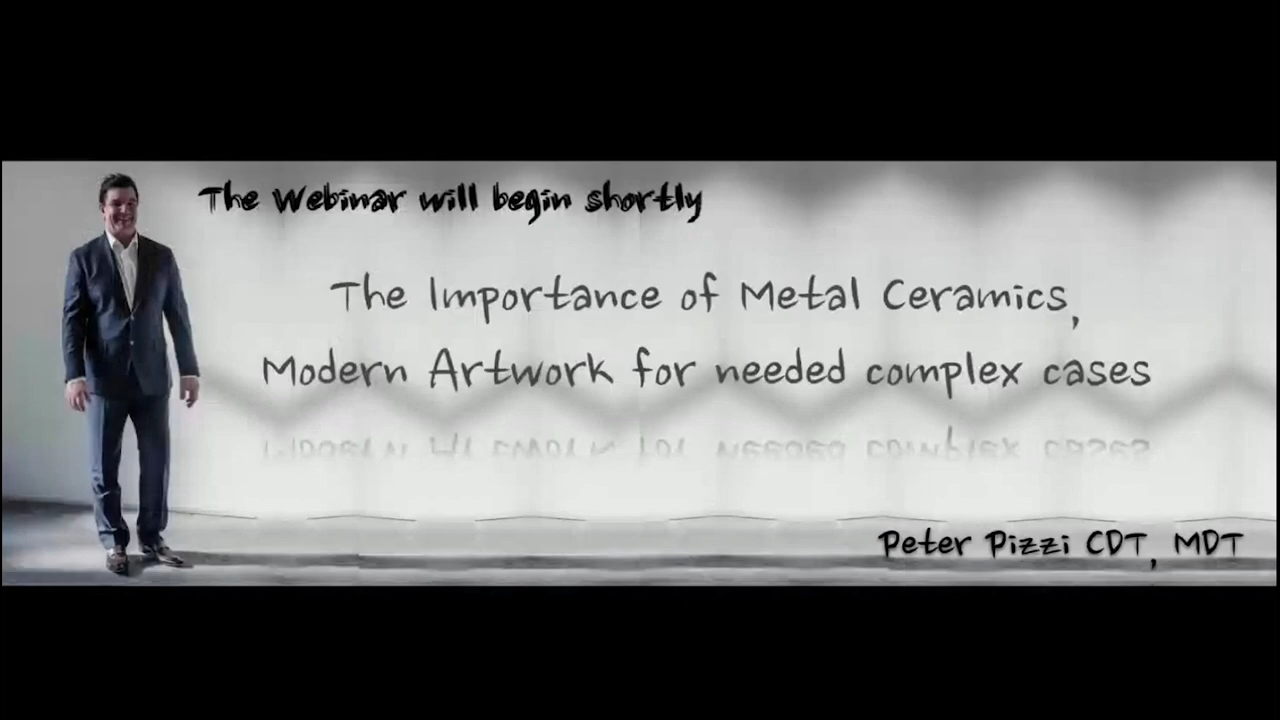 The Webinar will begin shortly
The Importance of Metal Ceramics,
Modern Artwork for needed complex cases
Peter Pizzi CDT, MDT